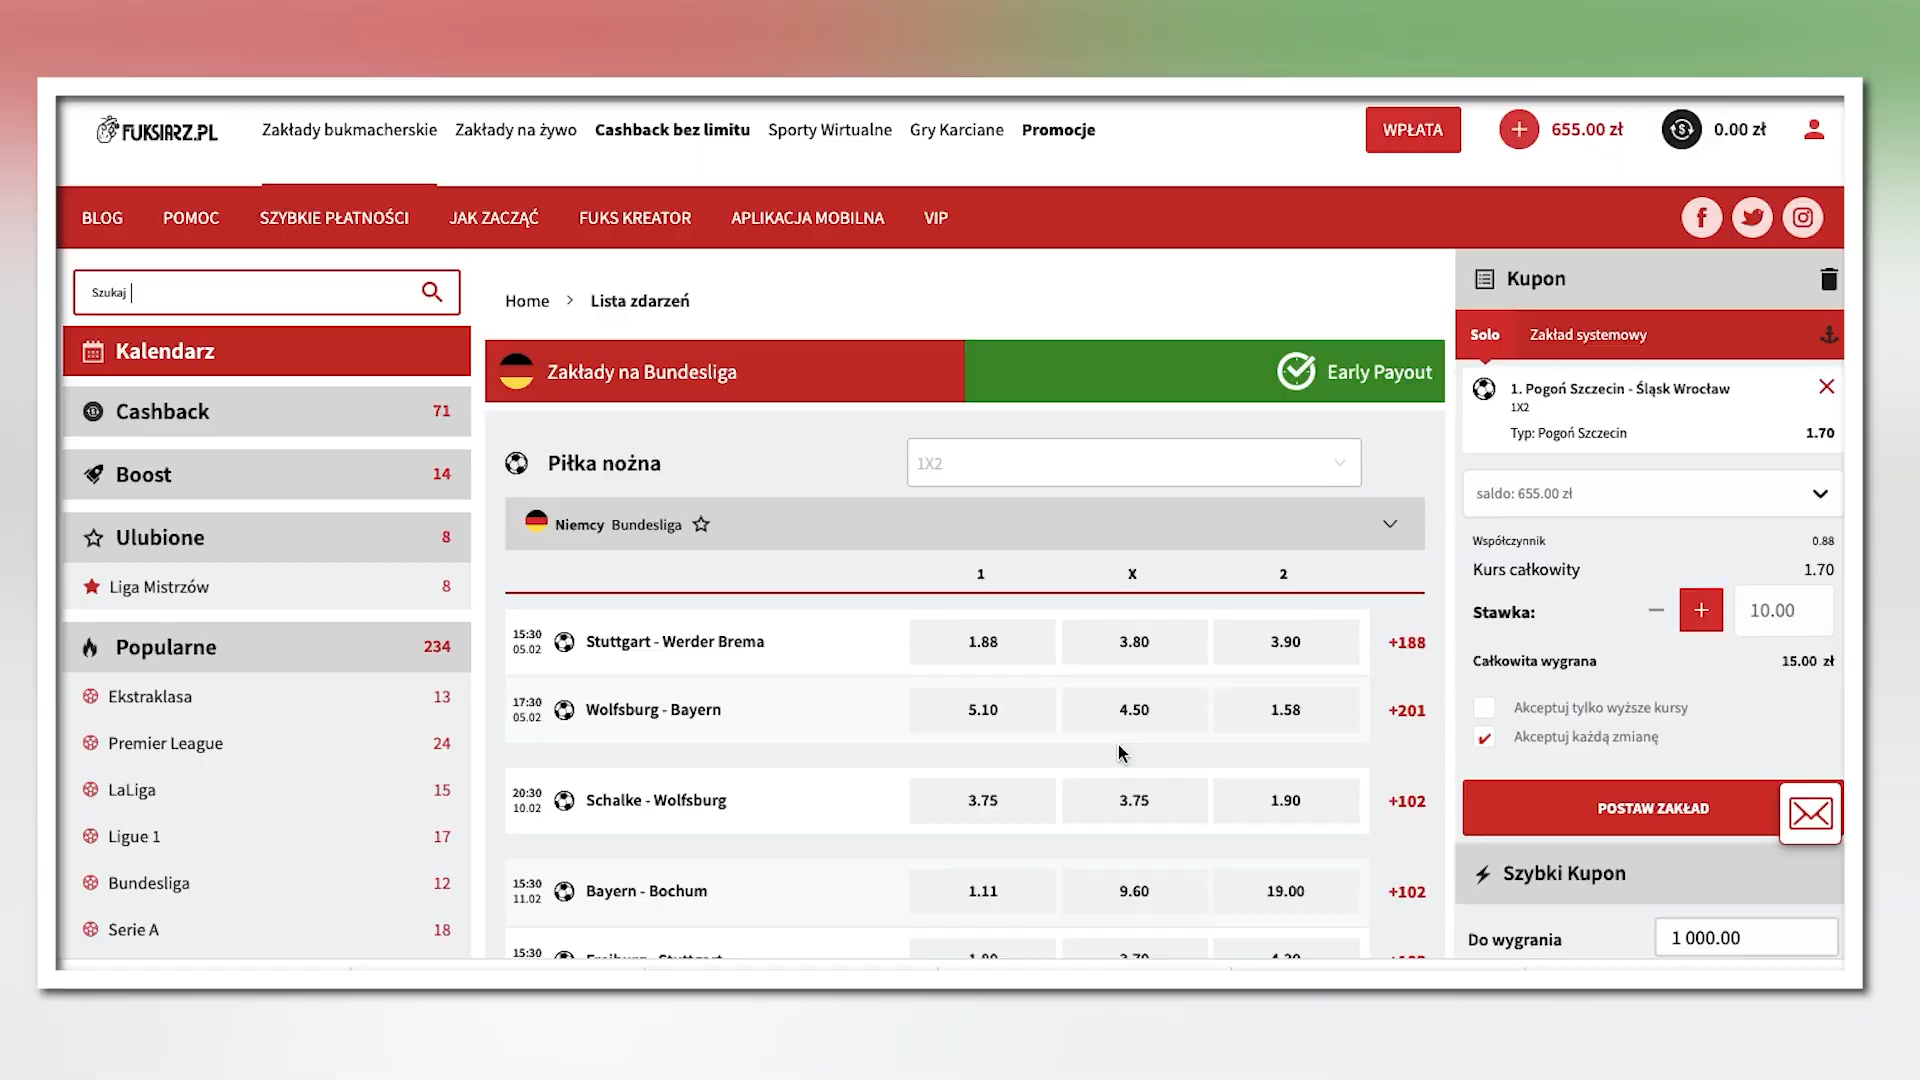 FUKSIARZ.PL
Zakłady bukmacherskie
Zakłady na żywo
Cashback bez limitu
Sporty Wirtualne
Gry Karciane
Promocje
WPŁATA
655.00 zł
0.00 zł
BLOG
POMOC
SZYBKIE PŁATNOŚCI
JAK ZACZĄĆ
FUKS KREATOR
APLIKACJA MOBILNA
VIP
Szukaj
Kalendarz
Cashback 71
Boost 14
Ulubione 8
Liga Mistrzów 8
Popularne 234
Ekstraklasa 13
Premier League 24
LaLiga 15
Ligue 1 17
Bundesliga 12
Serie A 18
Home > Lista zdarzeń
Zakłady na Bundesliga
Early Payout
Piłka nożna
1X2
Niemcy Bundesliga
1 X 2
15:30
05.02
Stuttgart - Werder Brema 1.88 3.80 3.90 +188
17:30
05.02
Wolfsburg - Bayern 5.10 4.50 1.58 +201
20:30
10.02
Schalke - Wolfsburg 3.75 3.75 1.90 +102
15:30
11.02
Bayern - Bochum 1.11 9.60 19.00 +102
15:30
Kupon
Solo
Zakład systemowy
1. Pogoń Szczecin - Śląsk Wrocław
1X2
Typ: Pogoń Szczecin 1.70
saldo: 655.00 zł
Współczynnik 0.88
Kurs całkowity 1.70
Stawka: − + 10.00
Całkowita wygrana 15.00 zł
Akceptuj tylko wyższe kursy
Akceptuj każdą zmianę
POSTAW ZAKŁAD
Szybki Kupon
Do wygrania 1 000.00